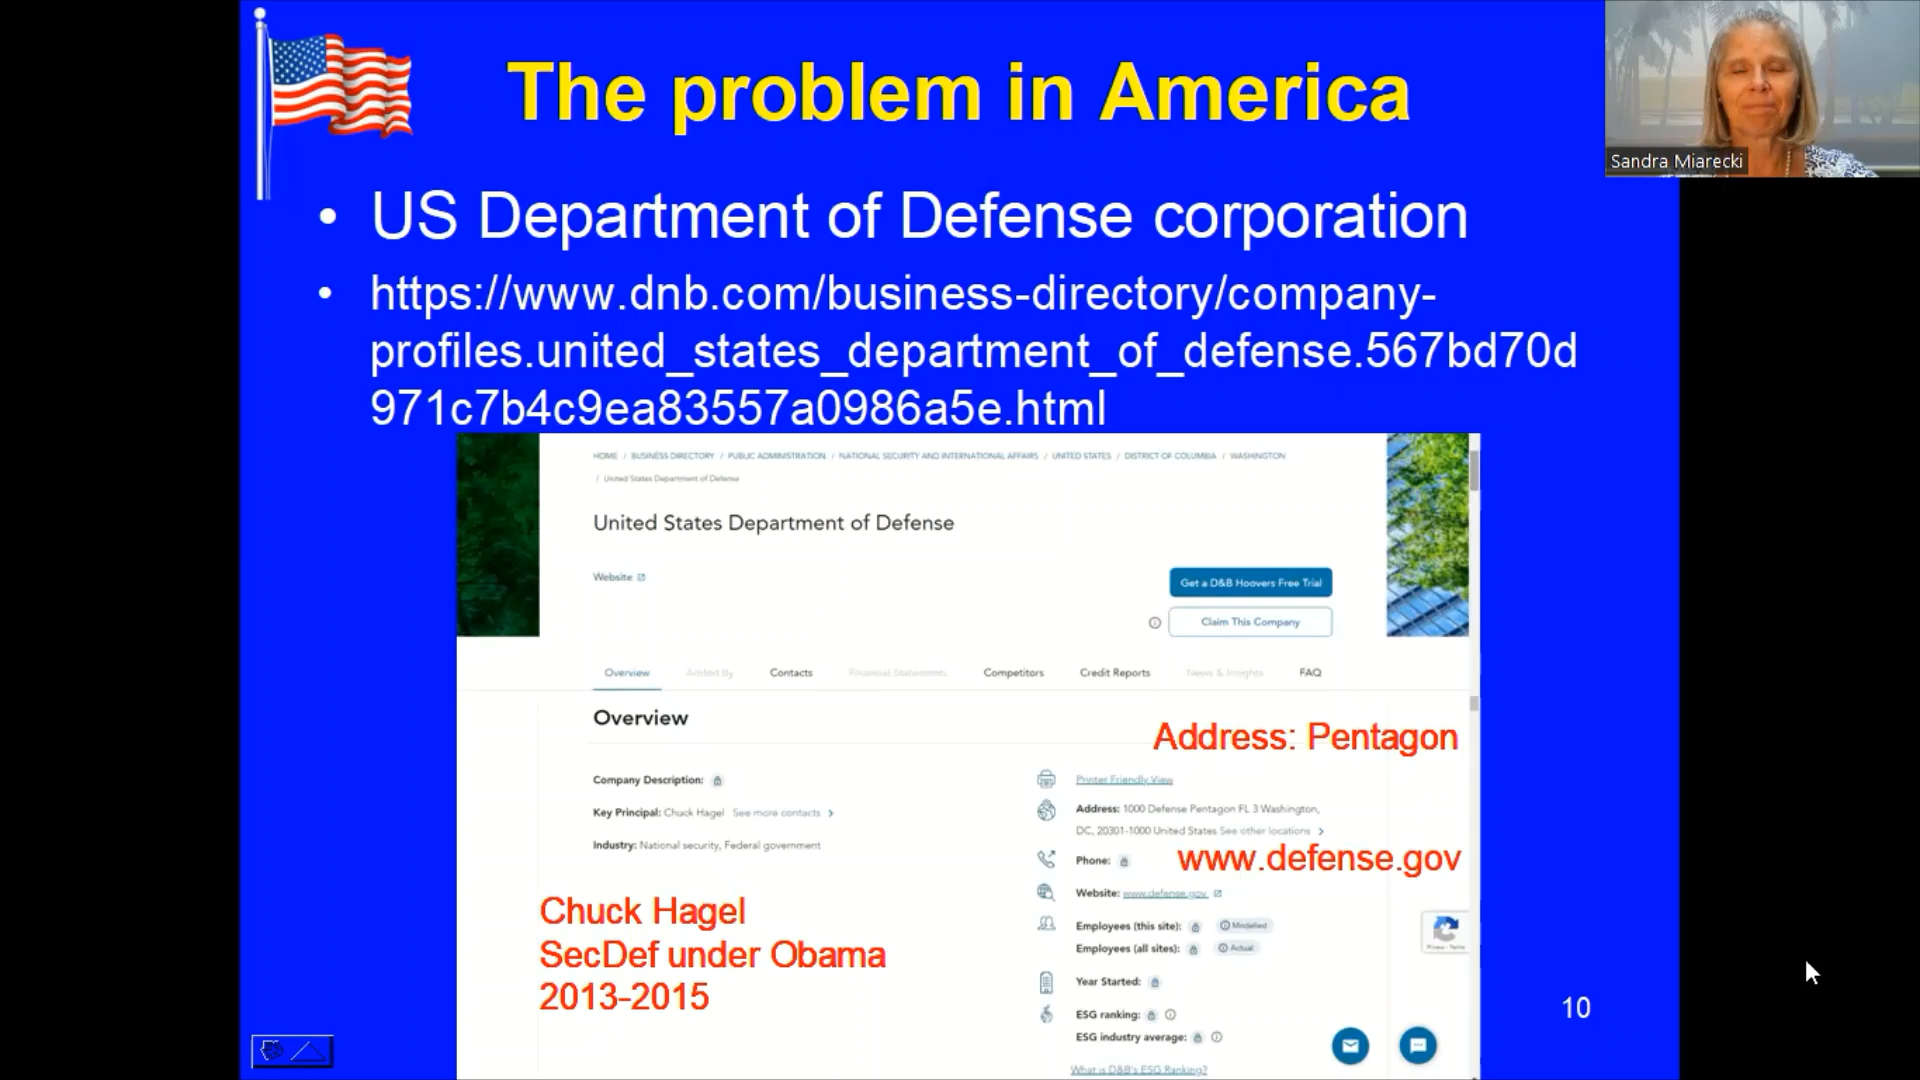 The problem in America
Sandra Miarecki
• US Department of Defense corporation
• https://www.dnb.com/business-directory/company-
profiles.united_states_department_of_defense.567bd70d
971c7b4c9ea83557a0986a5e.html
HOME / BUSINESS DIRECTORY / PUBLIC ADMINISTRATION / NATIONAL SECURITY AND INTERNATIONAL AFFAIRS / UNITED STATES / DISTRICT OF COLUMBIA / WASHINGTON
/ United States Department of Defense
United States Department of Defense
Website
Get a D&B Hoovers Free Trial
Claim This Company
Overview Added By Contacts Financial Statements Competitors Credit Reports News & Insights FAQ
Overview
Address: Pentagon
Company Description:
Key Principal: Chuck Hagel See more contacts
Industry: National security, Federal government
Printer Friendly View
Address: 1000 Defense Pentagon FL 3 Washington,
DC, 20301-1000 United States See other locations
Phone:
www.defense.gov
Website: www.defense.gov
Employees (this site): Modelled
Employees (all sites): Actual
Year Started:
ESG ranking:
ESG industry average:
What is D&B's ESG Ranking?
Chuck Hagel
SecDef under Obama
2013-2015
Privacy - Terms
10